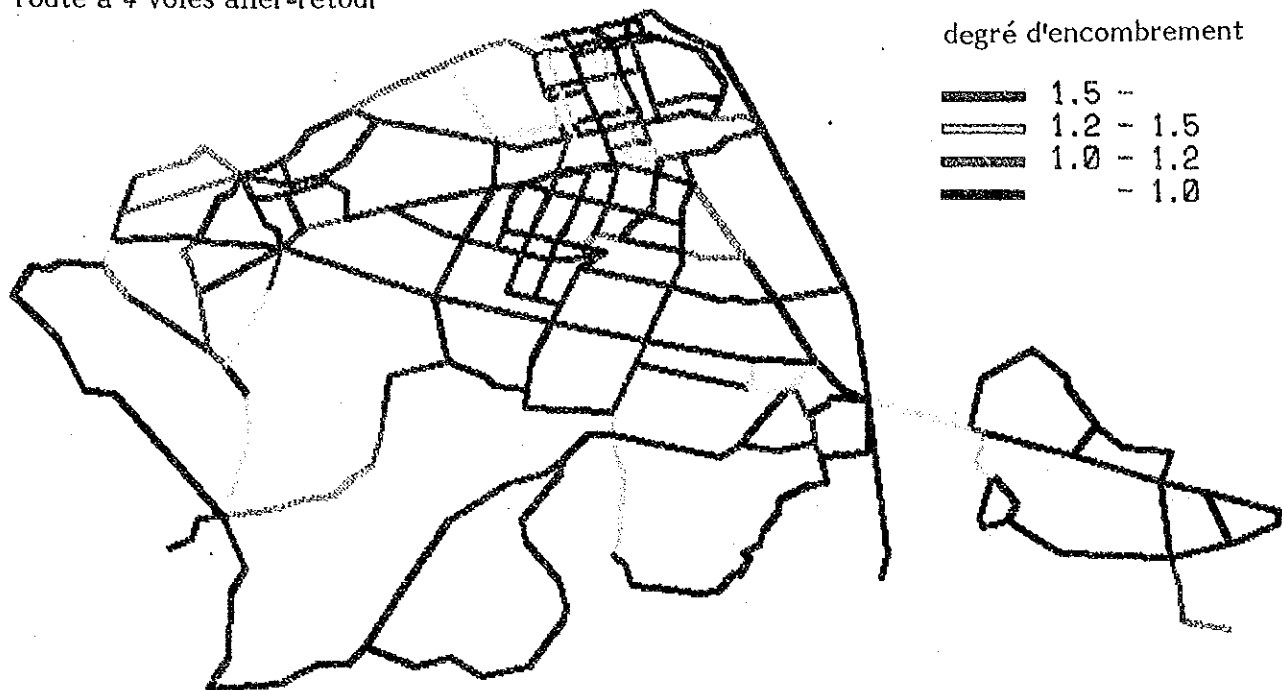 route à 4 voies aller-retour
degré d'encombrement
1.5 -
1.2 - 1.5
1.0 - 1.2
- 1.0